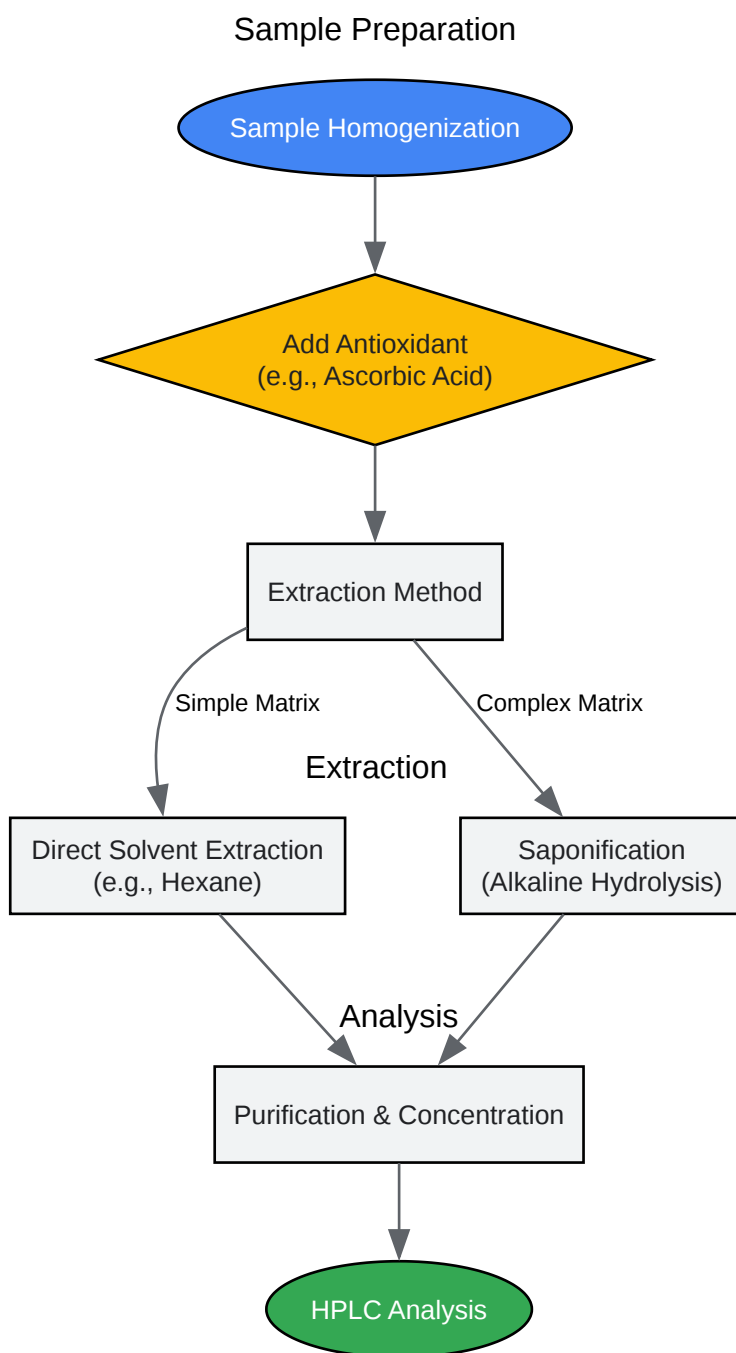 Sample Preparation
Sample Homogenization
Add Antioxidant
(e.g., Ascorbic Acid)
Extraction Method
Simple Matrix
Complex Matrix
Extraction
Direct Solvent Extraction
(e.g., Hexane)
Saponification
(Alkaline Hydrolysis)
Analysis
Purification & Concentration
HPLC Analysis